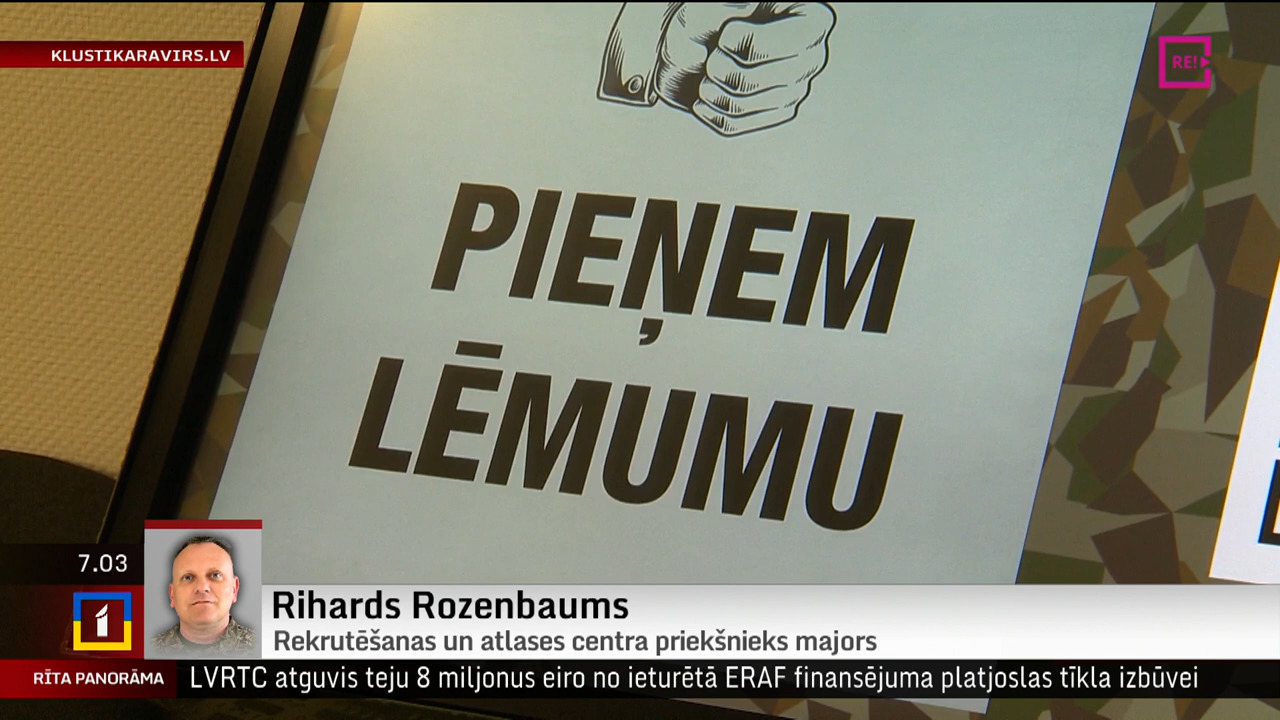 KLUSTIKARAVIRS.LV
RE!
PIEŅEM
LĒMUMU
7.03
1
Rihards Rozenbaums
Rekrutēšanas un atlases centra priekšnieks majors
RĪTA PANORĀMA LVRTC atguvis teju 8 miljonus eiro no ieturētā ERAF finansējuma platjoslas tīkla izbūvei